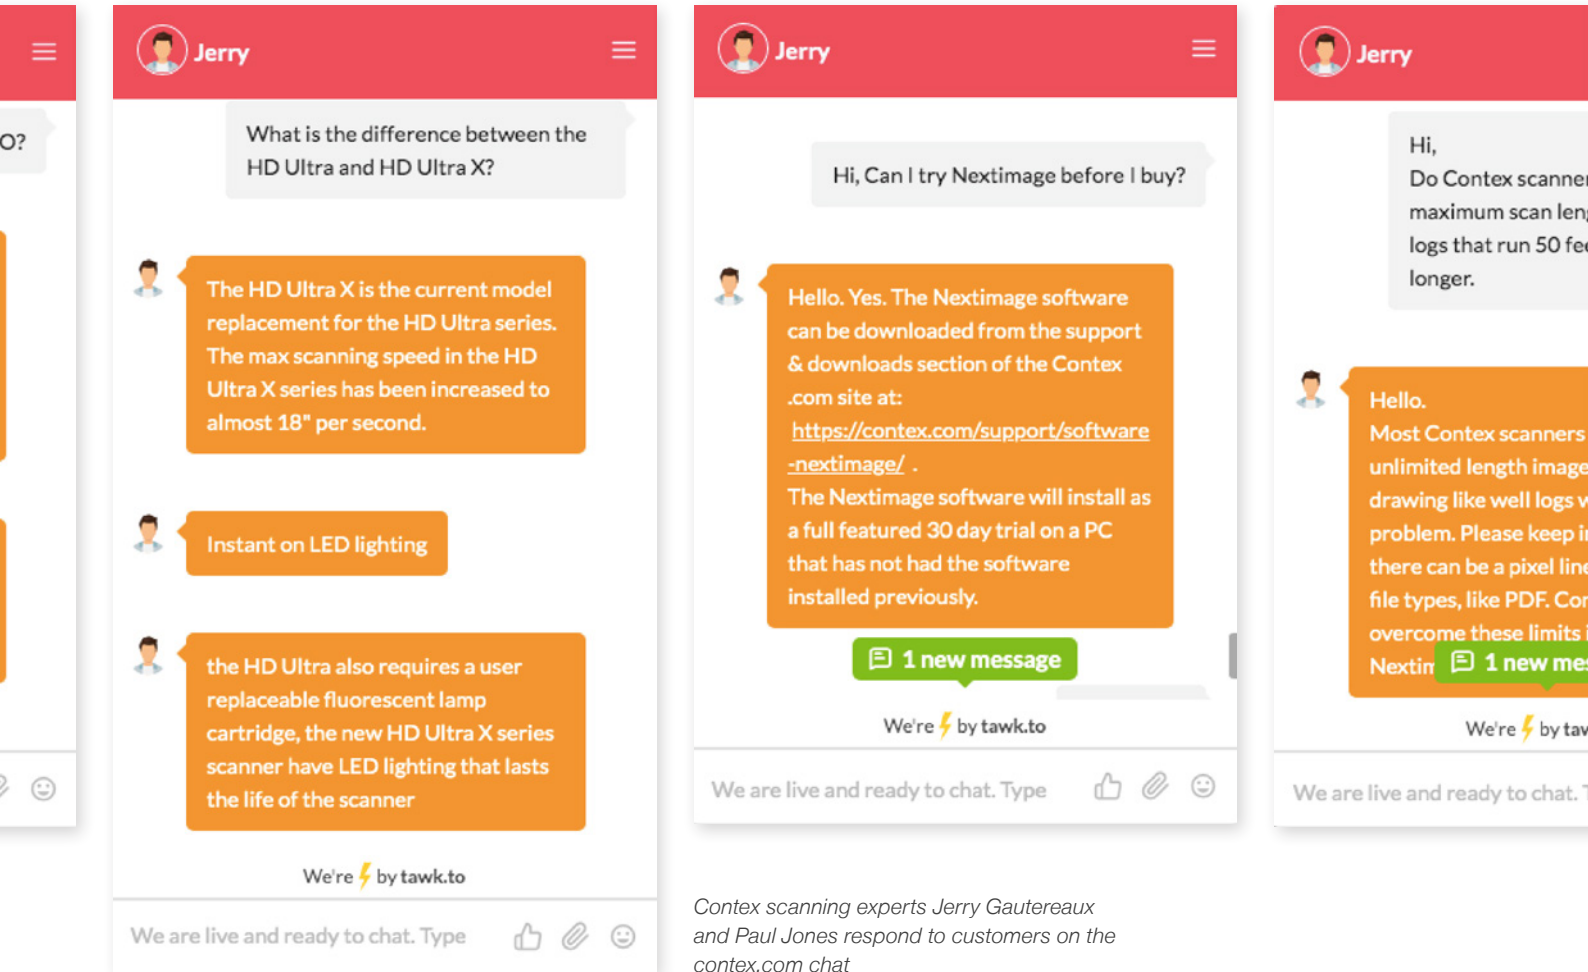 O?
Jerry
What is the difference between the
HD Ultra and HD Ultra X?
The HD Ultra X is the current model
replacement for the HD Ultra series.
The max scanning speed in the HD
Ultra X series has been increased to
almost 18" per second.
Instant on LED lighting
the HD Ultra also requires a user
replaceable fluorescent lamp
cartridge, the new HD Ultra X series
scanner have LED lighting that lasts
the life of the scanner
We're ⚡ by tawk.to
We are live and ready to chat. Type
Jerry
Hi, Can I try Nextimage before I buy?
Hello. Yes. The Nextimage software
can be downloaded from the support
& downloads section of the Contex
.com site at:
https://contex.com/support/software
-nextimage/ .
The Nextimage software will install as
a full featured 30 day trial on a PC
that has not had the software
installed previously.
1 new message
We're ⚡ by tawk.to
We are live and ready to chat. Type
Contex scanning experts Jerry Gautereaux
and Paul Jones respond to customers on the
contex.com chat
Jerry
Hi,
Do Contex scanner
maximum scan
logs that run 50
longer.
Hello.
Most Contex scanners
unlimited length image
drawing like well logs
problem. Please keep
there can be a pixel line
file types, like PDF.
overcome these limits
1 new
We're ⚡ by
We are live and ready to chat.